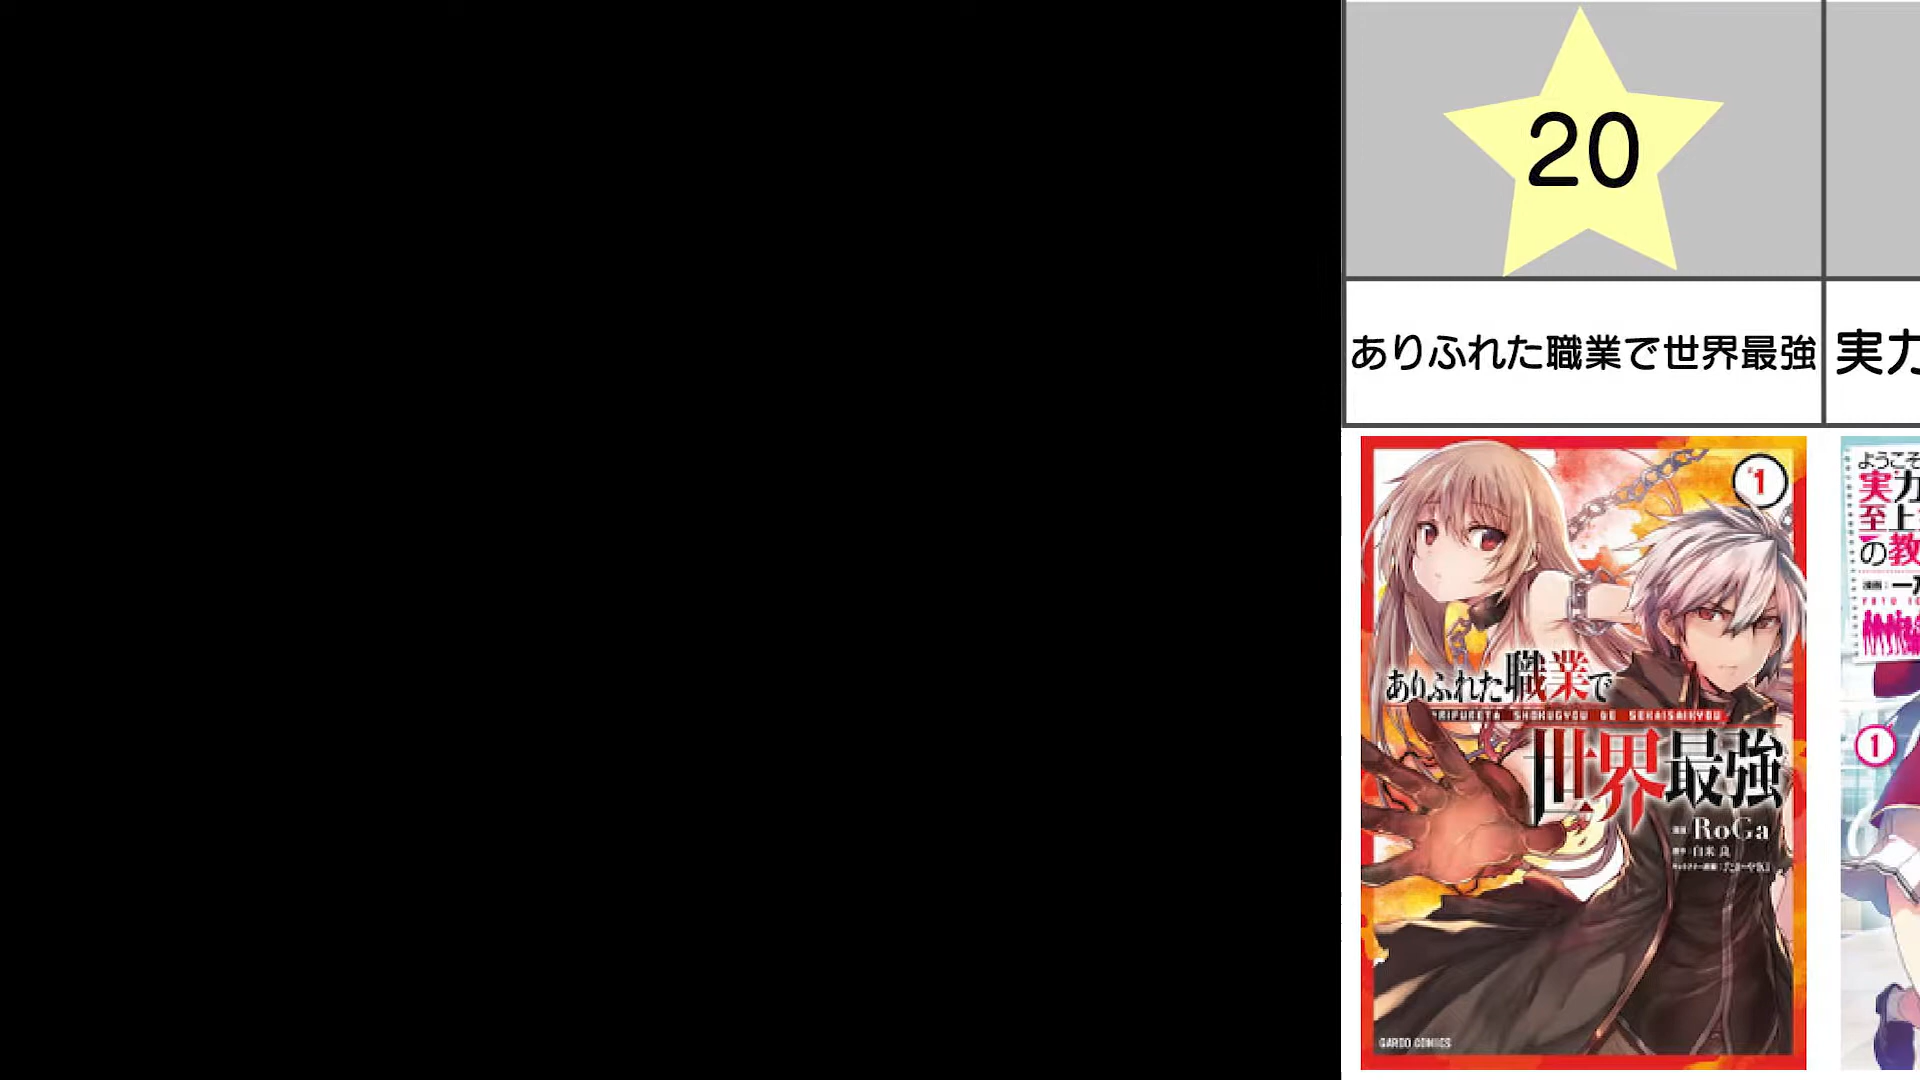 20
ありふれた職業で世界最強
実力
1
ありふれた職業で
ARIFURETA SHOKUGYOU DE SEKAISAIKYOU
世界最強
RoGa
白米 良
GARDO COMICS
ようこそ
実力
至上
の教
1